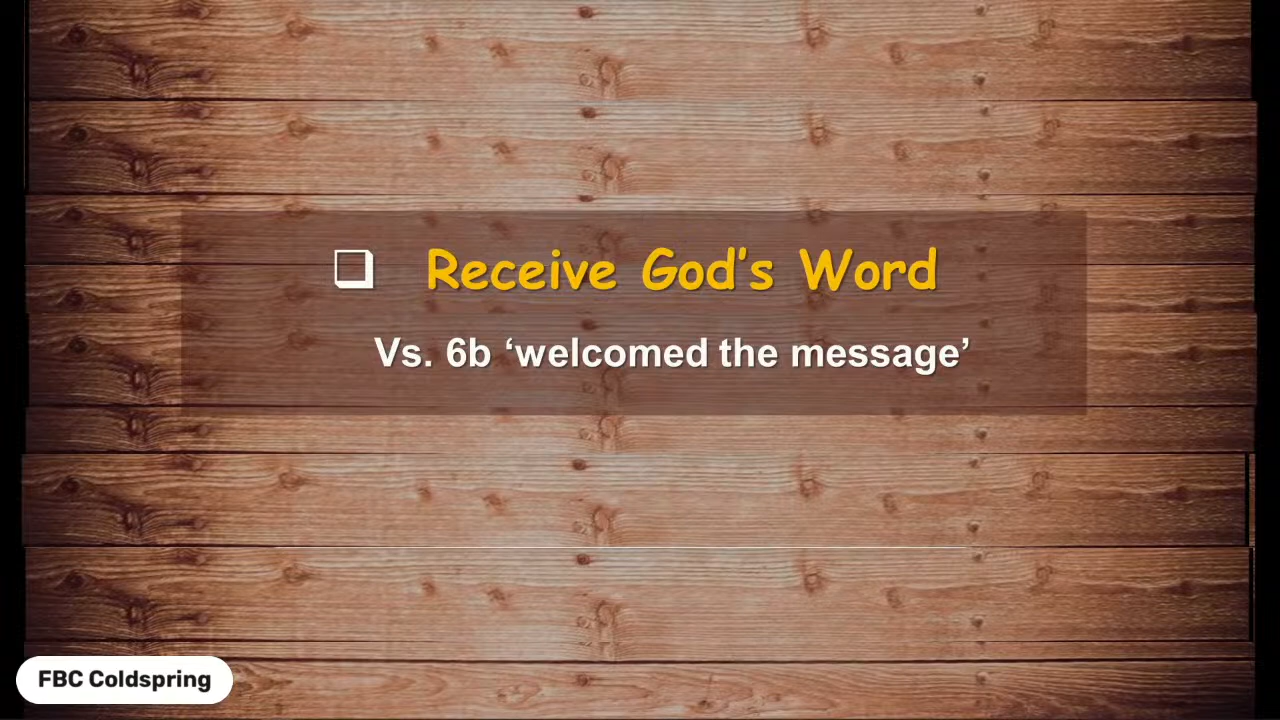 ❑ Receive God’s Word
Vs. 6b ‘welcomed the message’
FBC Coldspring